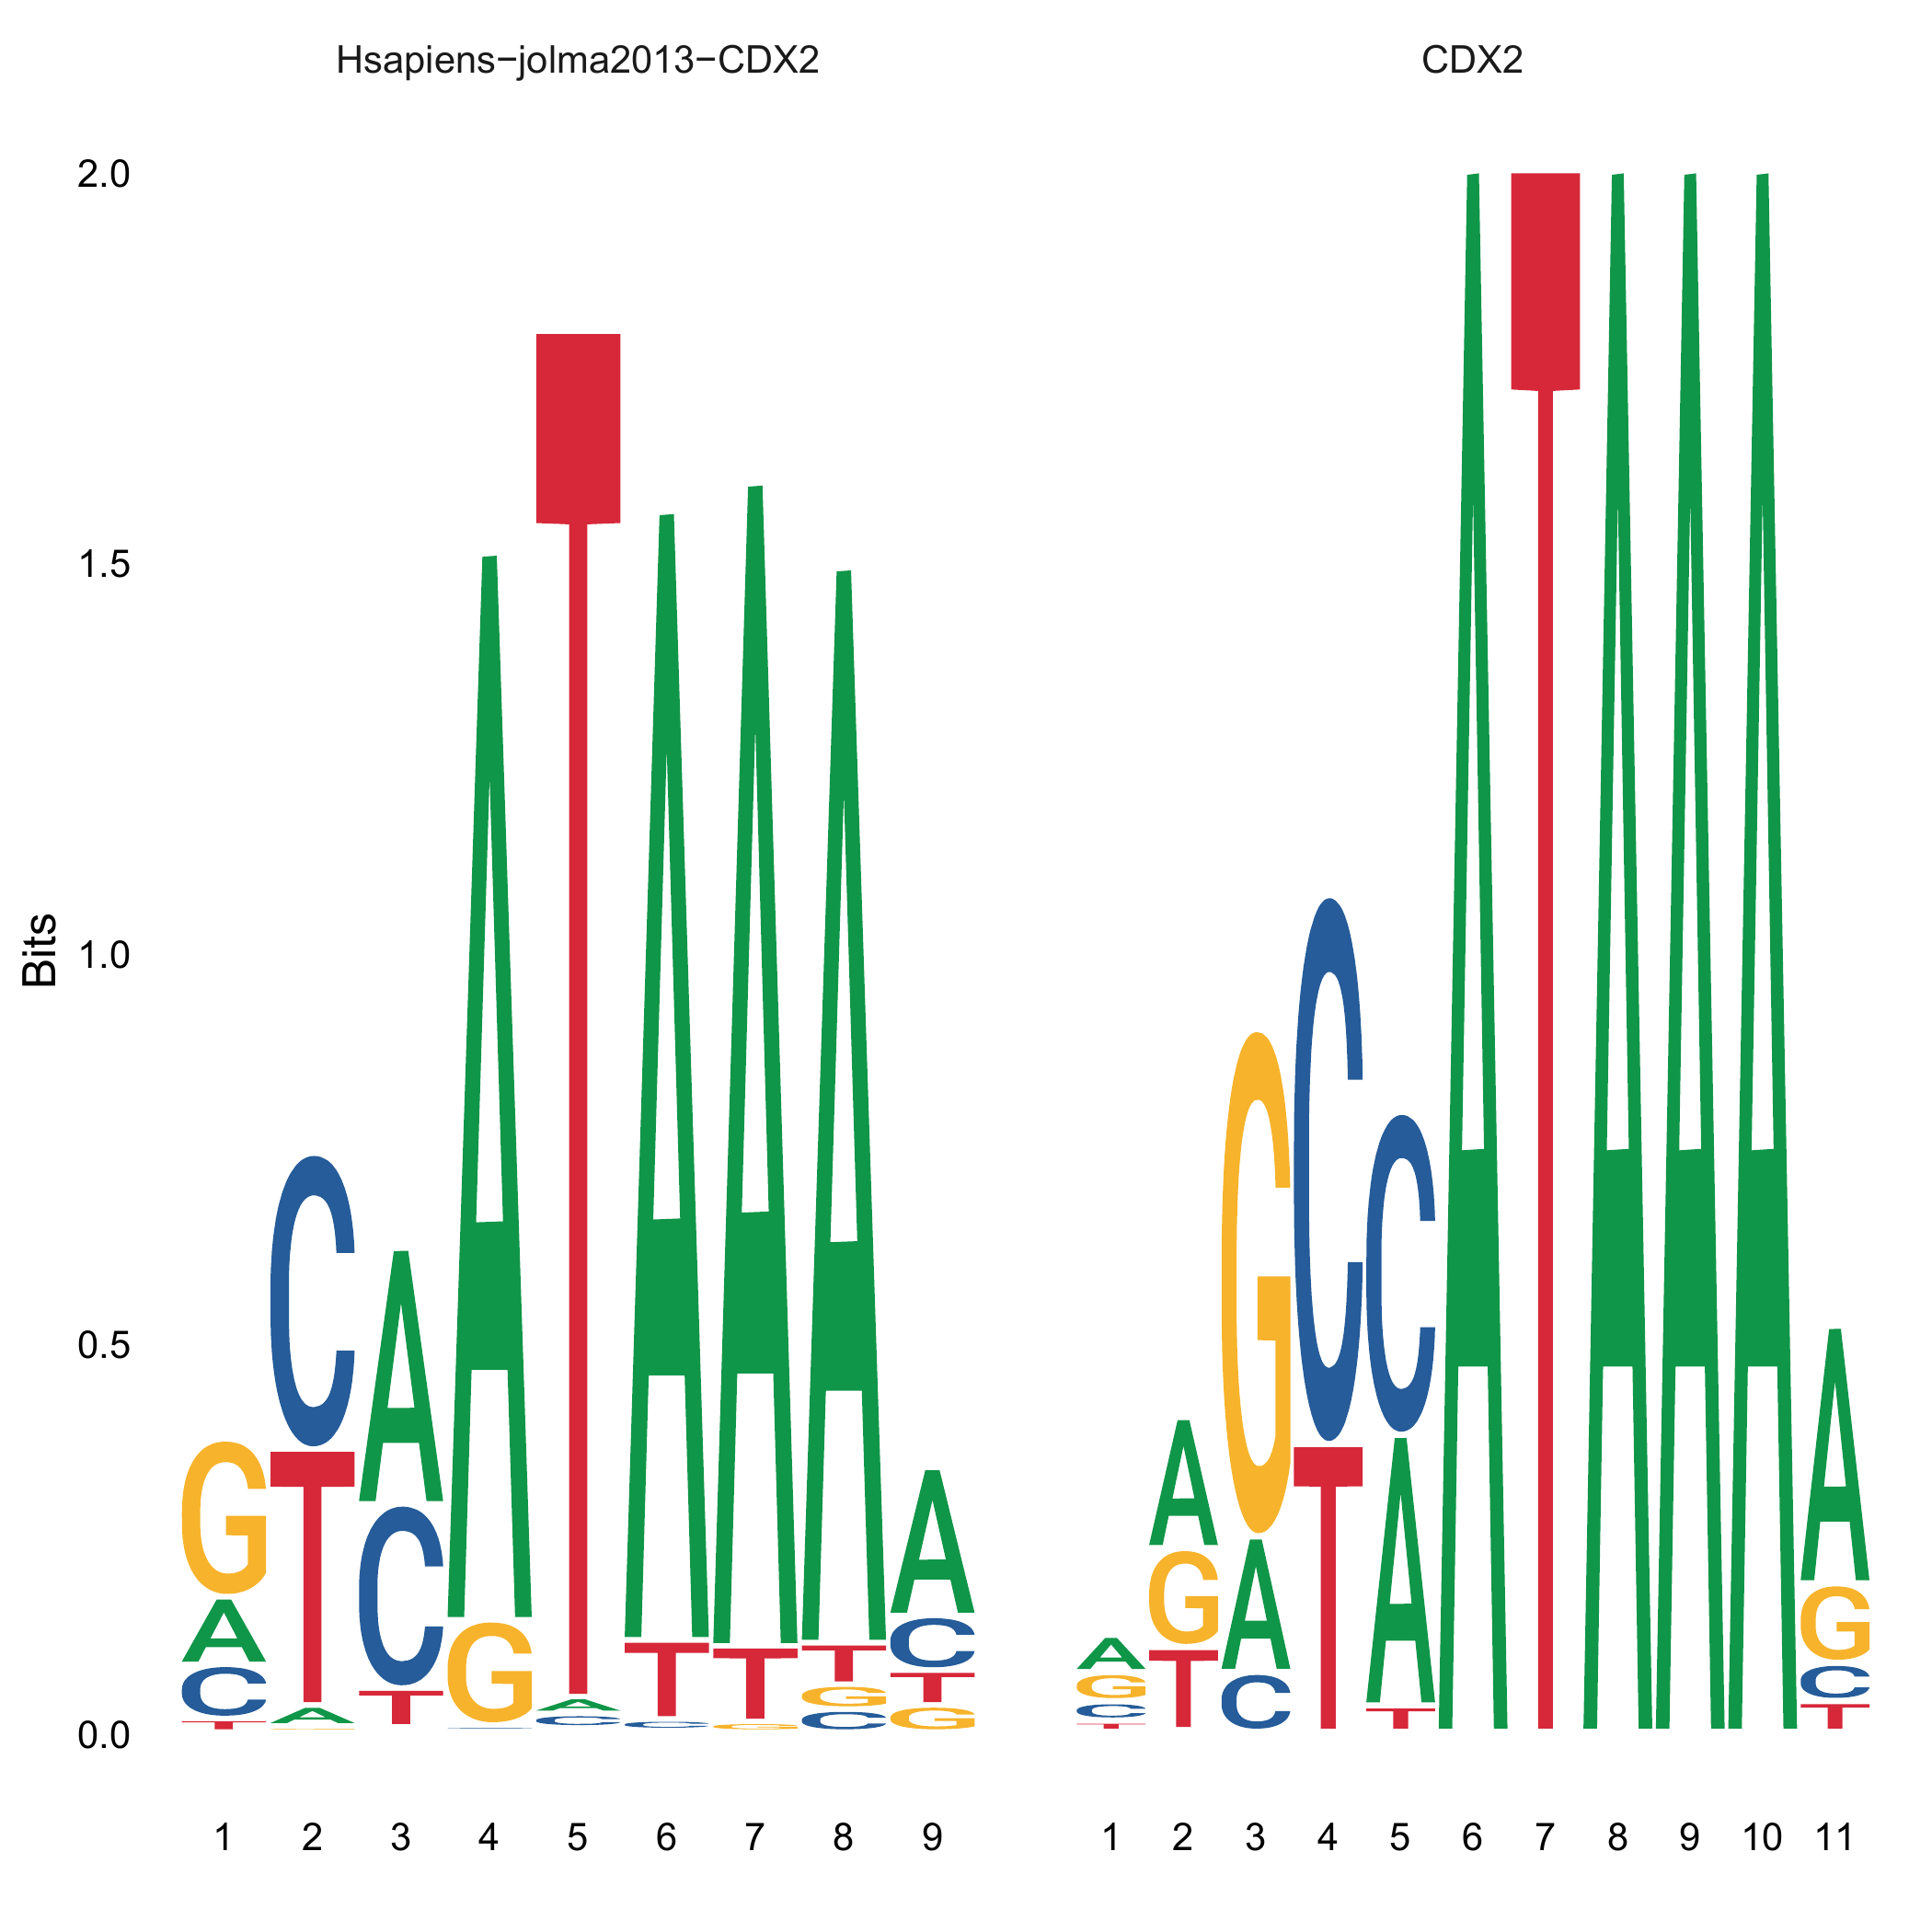 Hsapiens−jolma2013−CDX2
CDX2
2.0
1.5
1.0
0.5
0.0
Bits
G C A A T A A A A
A T C G A T T T C
C A T C C C G G T
T C G
A A G C C A T A A A A
G G A T A G
C T C T C
T T
1 2 3 4 5 6 7 8 9
1 2 3 4 5 6 7 8 9 10 11